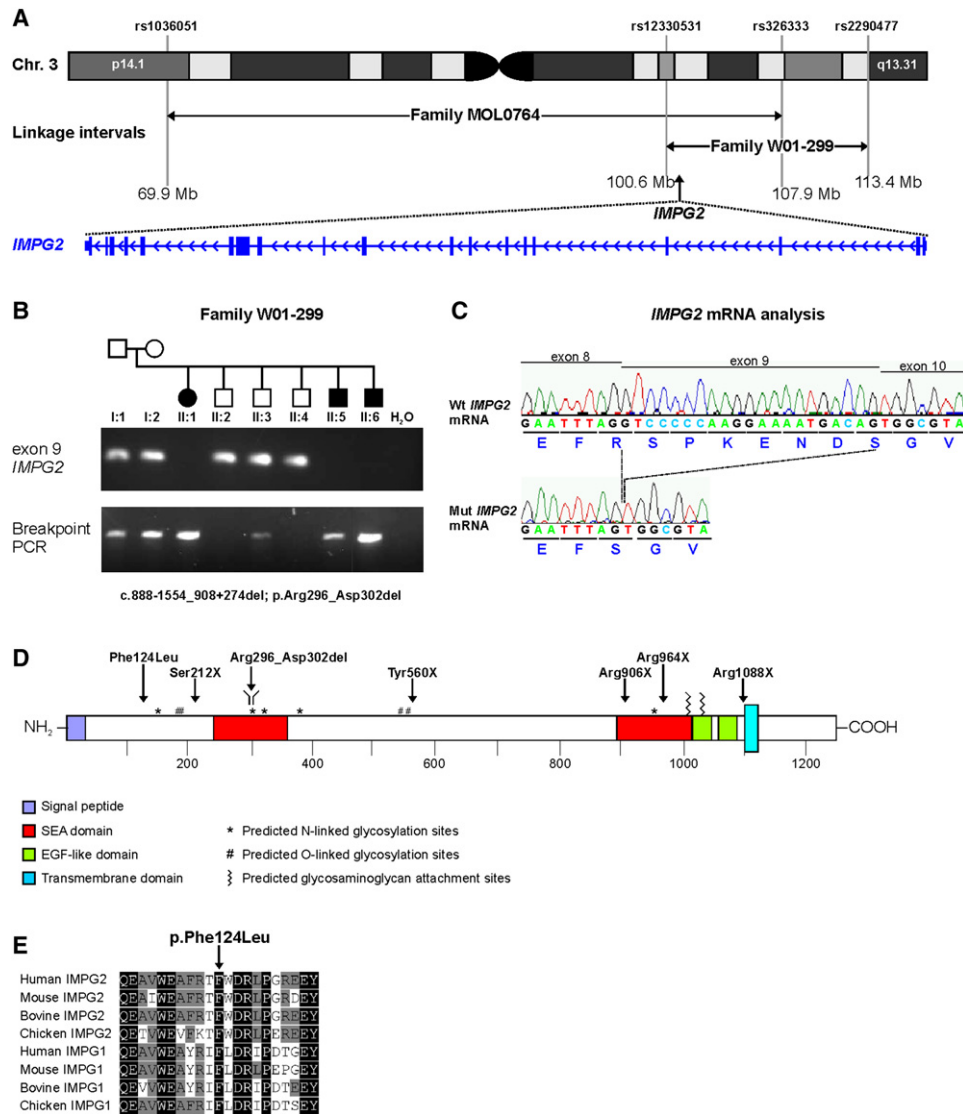 A
rs1036051 rs12330531 rs326333 rs2290477
Chr. 3 p14.1 q13.31
Family MOL0764
Linkage intervals
Family W01-299
69.9 Mb 100.6 Mb 107.9 Mb 113.4 Mb
IMPG2
IMPG2
B
Family W01-299
I:1 I:2 II:1 II:2 II:3 II:4 II:5 II:6 H2O
exon 9
IMPG2
Breakpoint
PCR
c.888-1554_908+274del; p.Arg296_Asp302del
C
IMPG2 mRNA analysis
exon 8 exon 9 exon 10
Wt IMPG2
mRNA
GAATTTAGGTCCCCCAAGGAAAATGACAGTGGCGTA
E F R S P K E N D S G V
Mut IMPG2
mRNA
GAATTTAGTGGCGTA
E F S G V
D
Phe124Leu Ser212X Arg296_Asp302del Tyr560X Arg906X Arg964X Arg1088X
* ## * * * ## *
NH2 COOH
200 400 600 800 1000 1200
Signal peptide
SEA domain
EGF-like domain
Transmembrane domain
* Predicted N-linked glycosylation sites
# Predicted O-linked glycosylation sites
Predicted glycosaminoglycan attachment sites
E
p.Phe124Leu
Human IMPG2 QEAVWEAFRTFWDRLPGREEY
Mouse IMPG2 QEAIWEAFRTFWDRLPGRDEY
Bovine IMPG2 QEAVWEAFRTFWDRLPGREEY
Chicken IMPG2 QETVWEVFKTFWDRLPEREEY
Human IMPG1 QEAVWEAYRIFLDRIPDTGEY
Mouse IMPG1 QEAVWEAYRIFLDRLPEPGEY
Bovine IMPG1 QEVVWEAYRIFLDRIPDTEEY
Chicken IMPG1 QEAVWEAYRIFLDRIPDTSEY